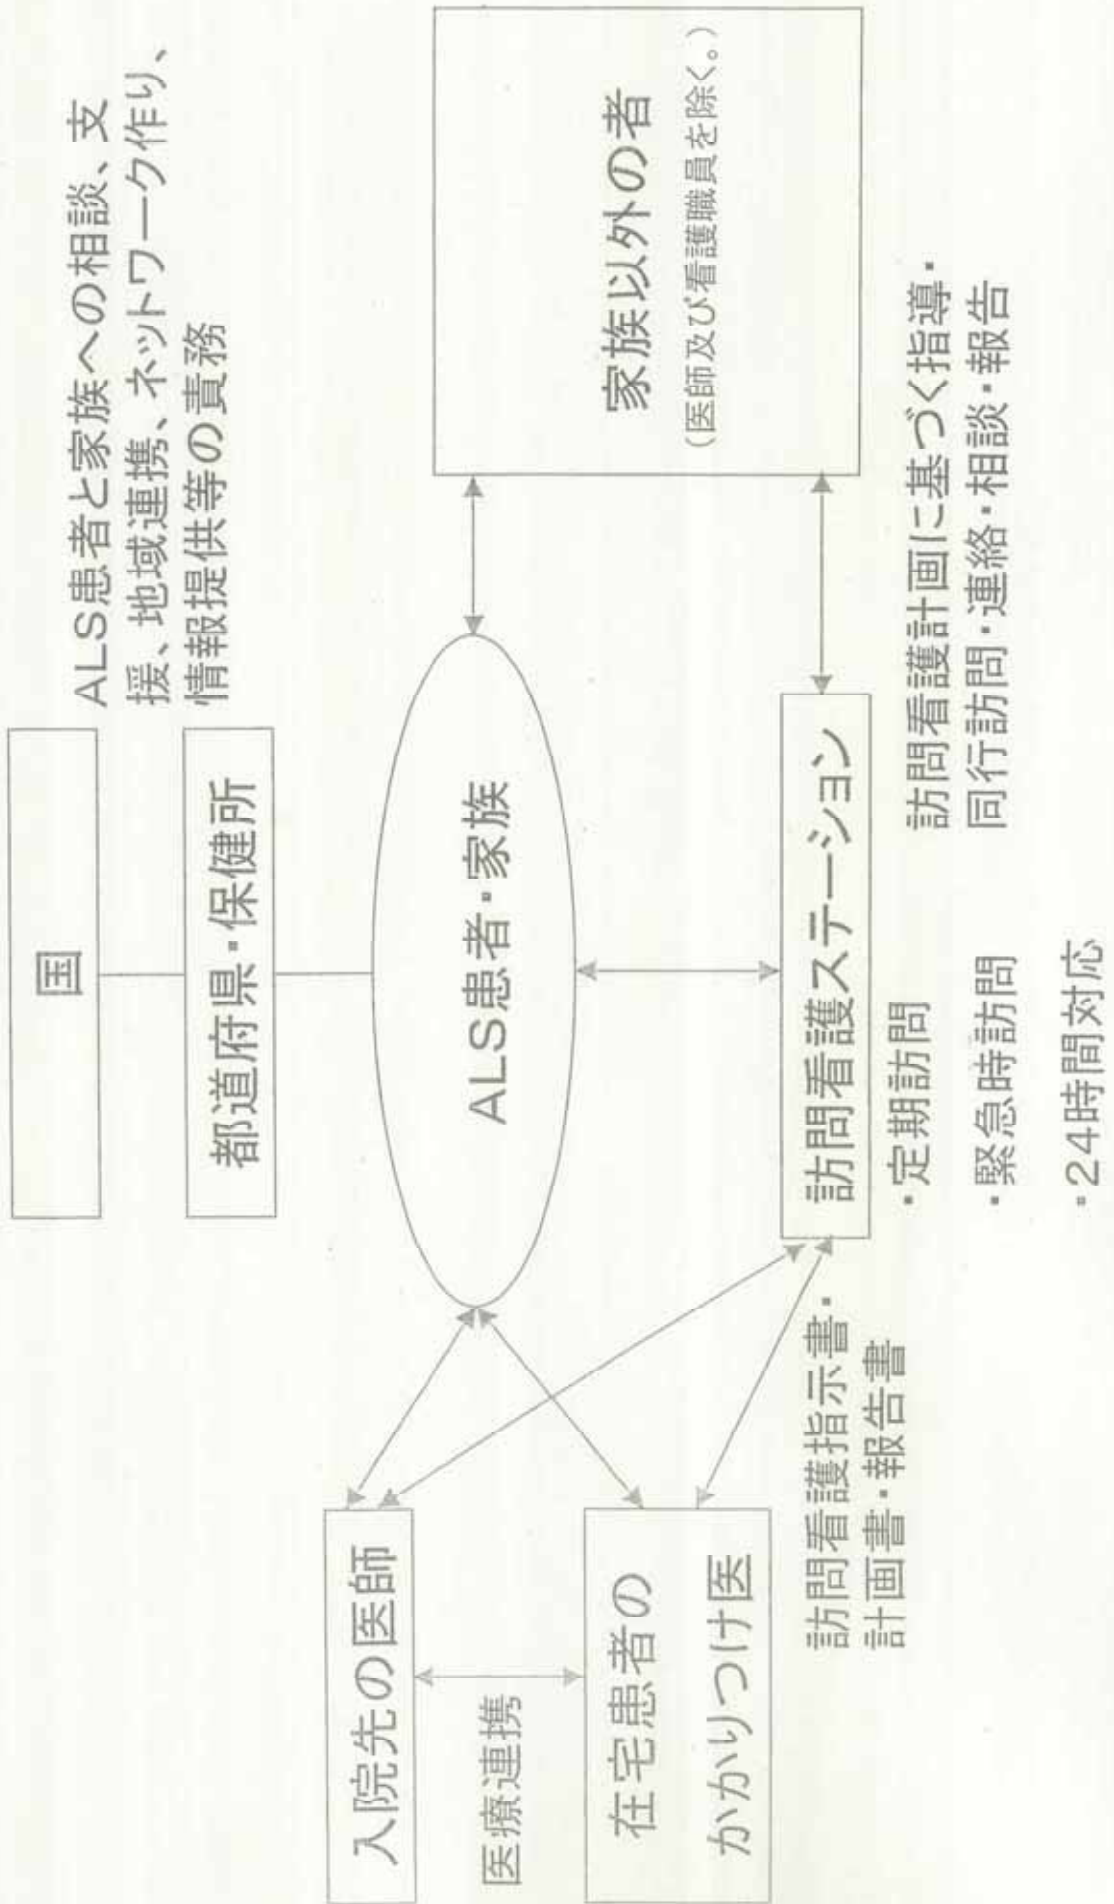 国
ALS患者と家族への相談、支
援、地域連携、ネットワーク作り、
情報提供等の責務
都道府県・保健所
入院先の医師
医療連携
在宅患者の
かかりつけ医
ALS患者・家族
家族以外の者
(医師及び看護職員を除く。)
訪問看護ステーション
訪問看護指示書・
計画書・報告書
・定期訪問
・緊急時訪問
・24時間対応
訪問看護計画に基づく指導・
同行訪問・連絡・相談・報告